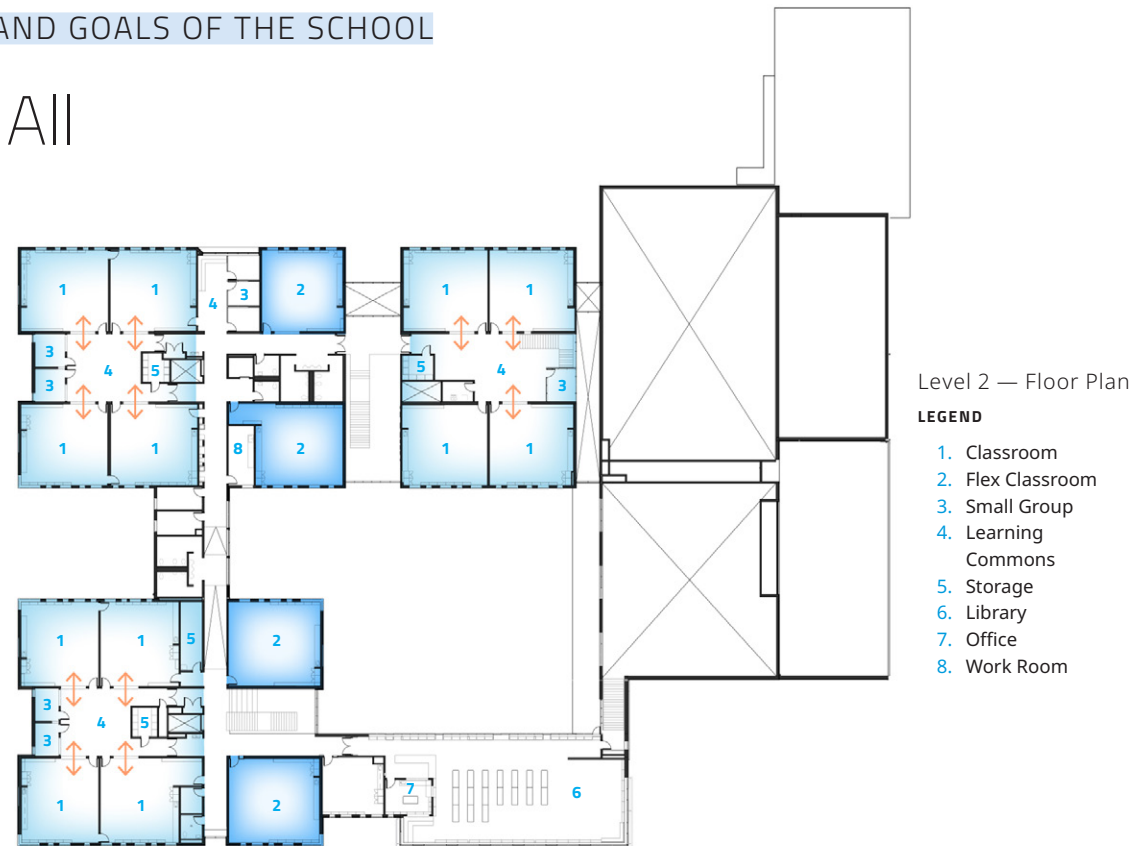 AND GOALS OF THE SCHOOL
All
1 1 3 2 1 1
4
3 5 4 5 4 3
3
1 1 8 2 1 1
1 1 5 2
3 4 5
3
1 1 2 7 6
Level 2 — Floor Plan
LEGEND
1. Classroom
2. Flex Classroom
3. Small Group
4. Learning
Commons
5. Storage
6. Library
7. Office
8. Work Room